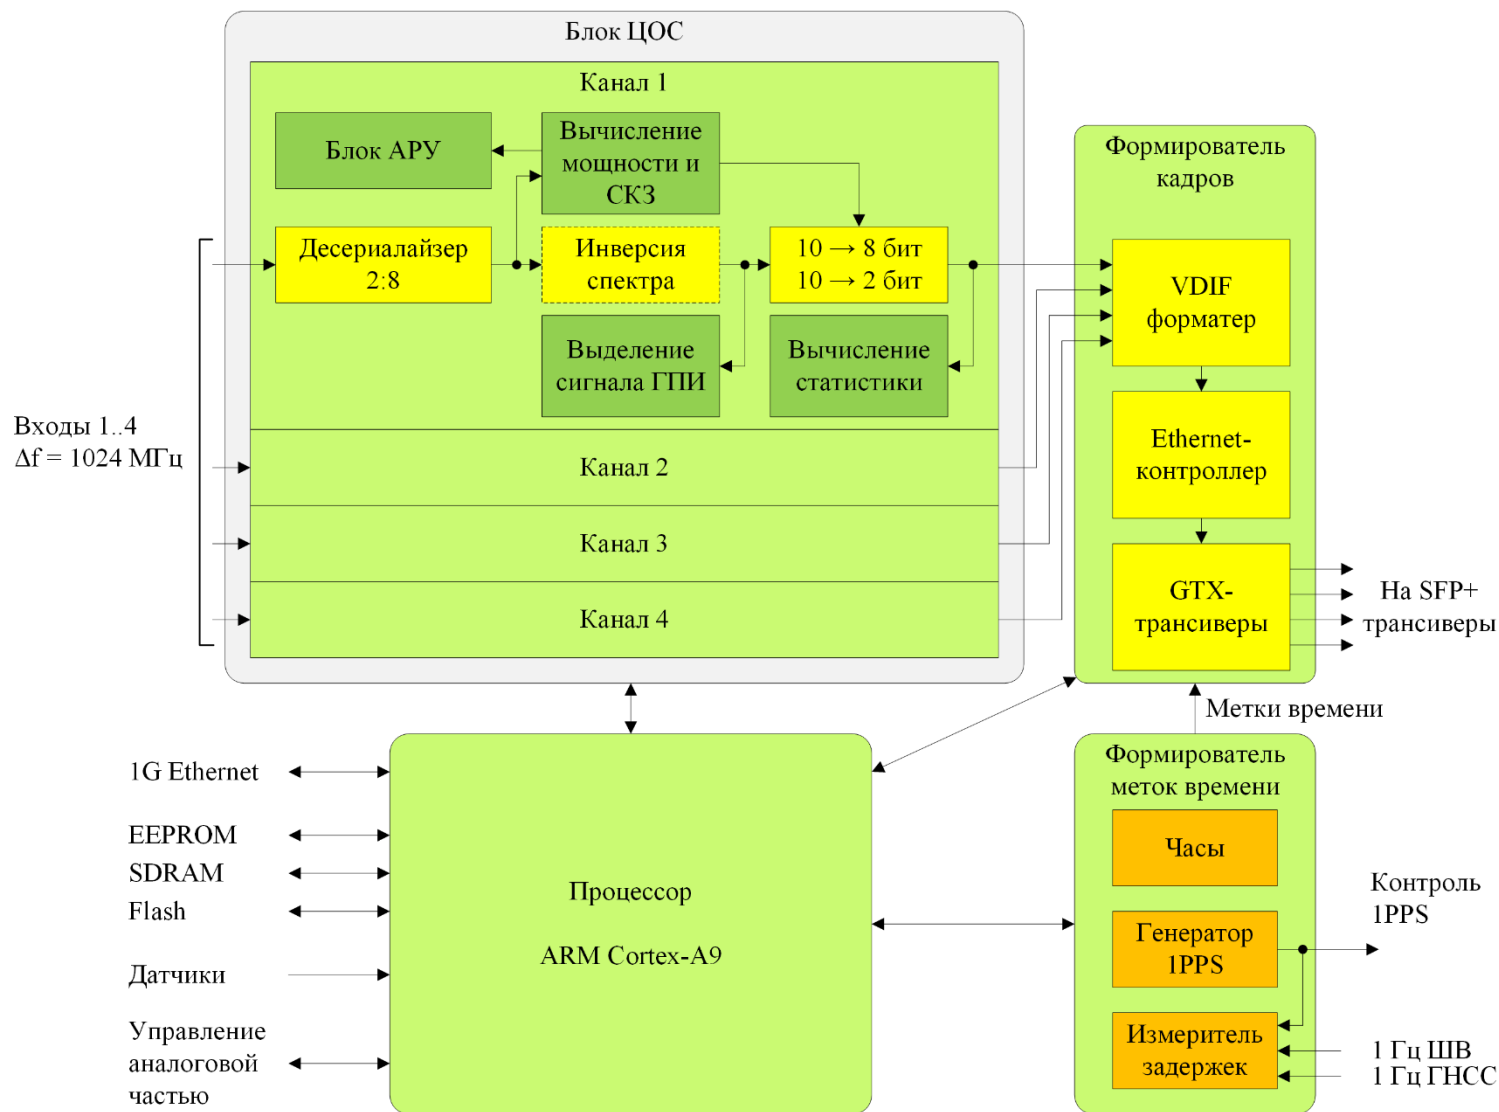 Блок ЦОС
Канал 1
Блок АРУ
Вычисление
мощности и
СКЗ
Десериалайзер
2:8
Инверсия
спектра
10 → 8 бит
10 → 2 бит
Выделение
сигнала ГПИ
Вычисление
статистики
Входы 1..4
Δf = 1024 МГц
Канал 2
Канал 3
Канал 4
Формирователь
кадров
VDIF
форматер
Ethernet-
контроллер
GTX-
трансиверы
На SFP+
трансиверы
Метки времени
1G Ethernet
EEPROM
SDRAM
Flash
Датчики
Управление
аналоговой
частью
Процессор
ARM Cortex-A9
Формирователь
меток времени
Часы
Генератор
1PPS
Измеритель
задержек
Контроль
1PPS
1 Гц ШВ
1 Гц ГНСС